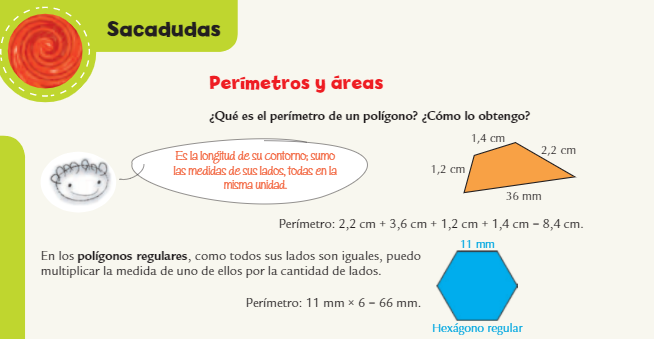 Sacadudas
Perímetros y áreas
¿Qué es el perímetro de un polígono? ¿Cómo lo obtengo?
Es la longitud de su contorno; sumo
las medidas de sus lados, todas en la
misma unidad.
1,4 cm
2,2 cm
1,2 cm
36 mm
Perímetro: 2,2 cm + 3,6 cm + 1,2 cm + 1,4 cm = 8,4 cm.
En los polígonos regulares, como todos sus lados son iguales, puedo
multiplicar la medida de uno de ellos por la cantidad de lados.
11 mm
Perímetro: 11 mm × 6 = 66 mm.
Hexágono regular